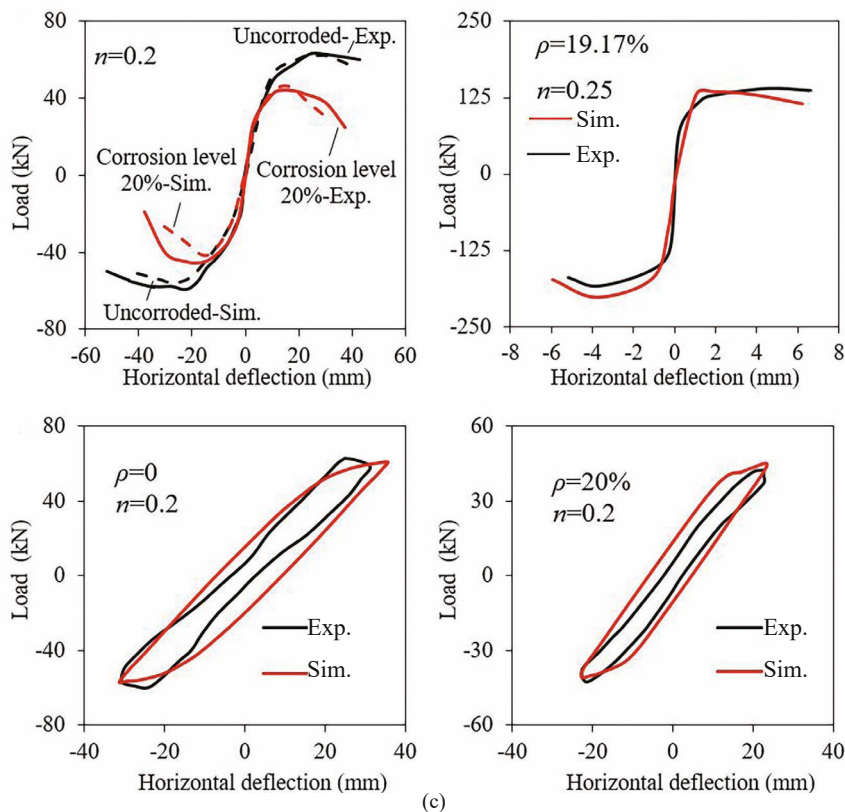 80
40
0
-40
-80
Load (kN)
n=0.2
Uncorroded- Exp.
Corrosion level
20%-Sim.
Corrosion level
20%-Exp.
Uncorroded-Sim.
-60 -40 -20 0 20 40 60
Horizontal deflection (mm)
250
125
0
-125
-250
Load (kN)
ρ=19.17%
n=0.25
Sim.
Exp.
-8 -6 -4 -2 0 2 4 6 8
Horizontal deflection (mm)
80
40
0
-40
-80
Load (kN)
ρ=0
n=0.2
Exp.
Sim.
-40 -20 0 20 40
Horizontal deflection (mm)
60
30
0
-30
-60
Load (kN)
ρ=20%
n=0.2
Exp.
Sim.
-40 -20 0 20 40
Horizontal deflection (mm)
(c)